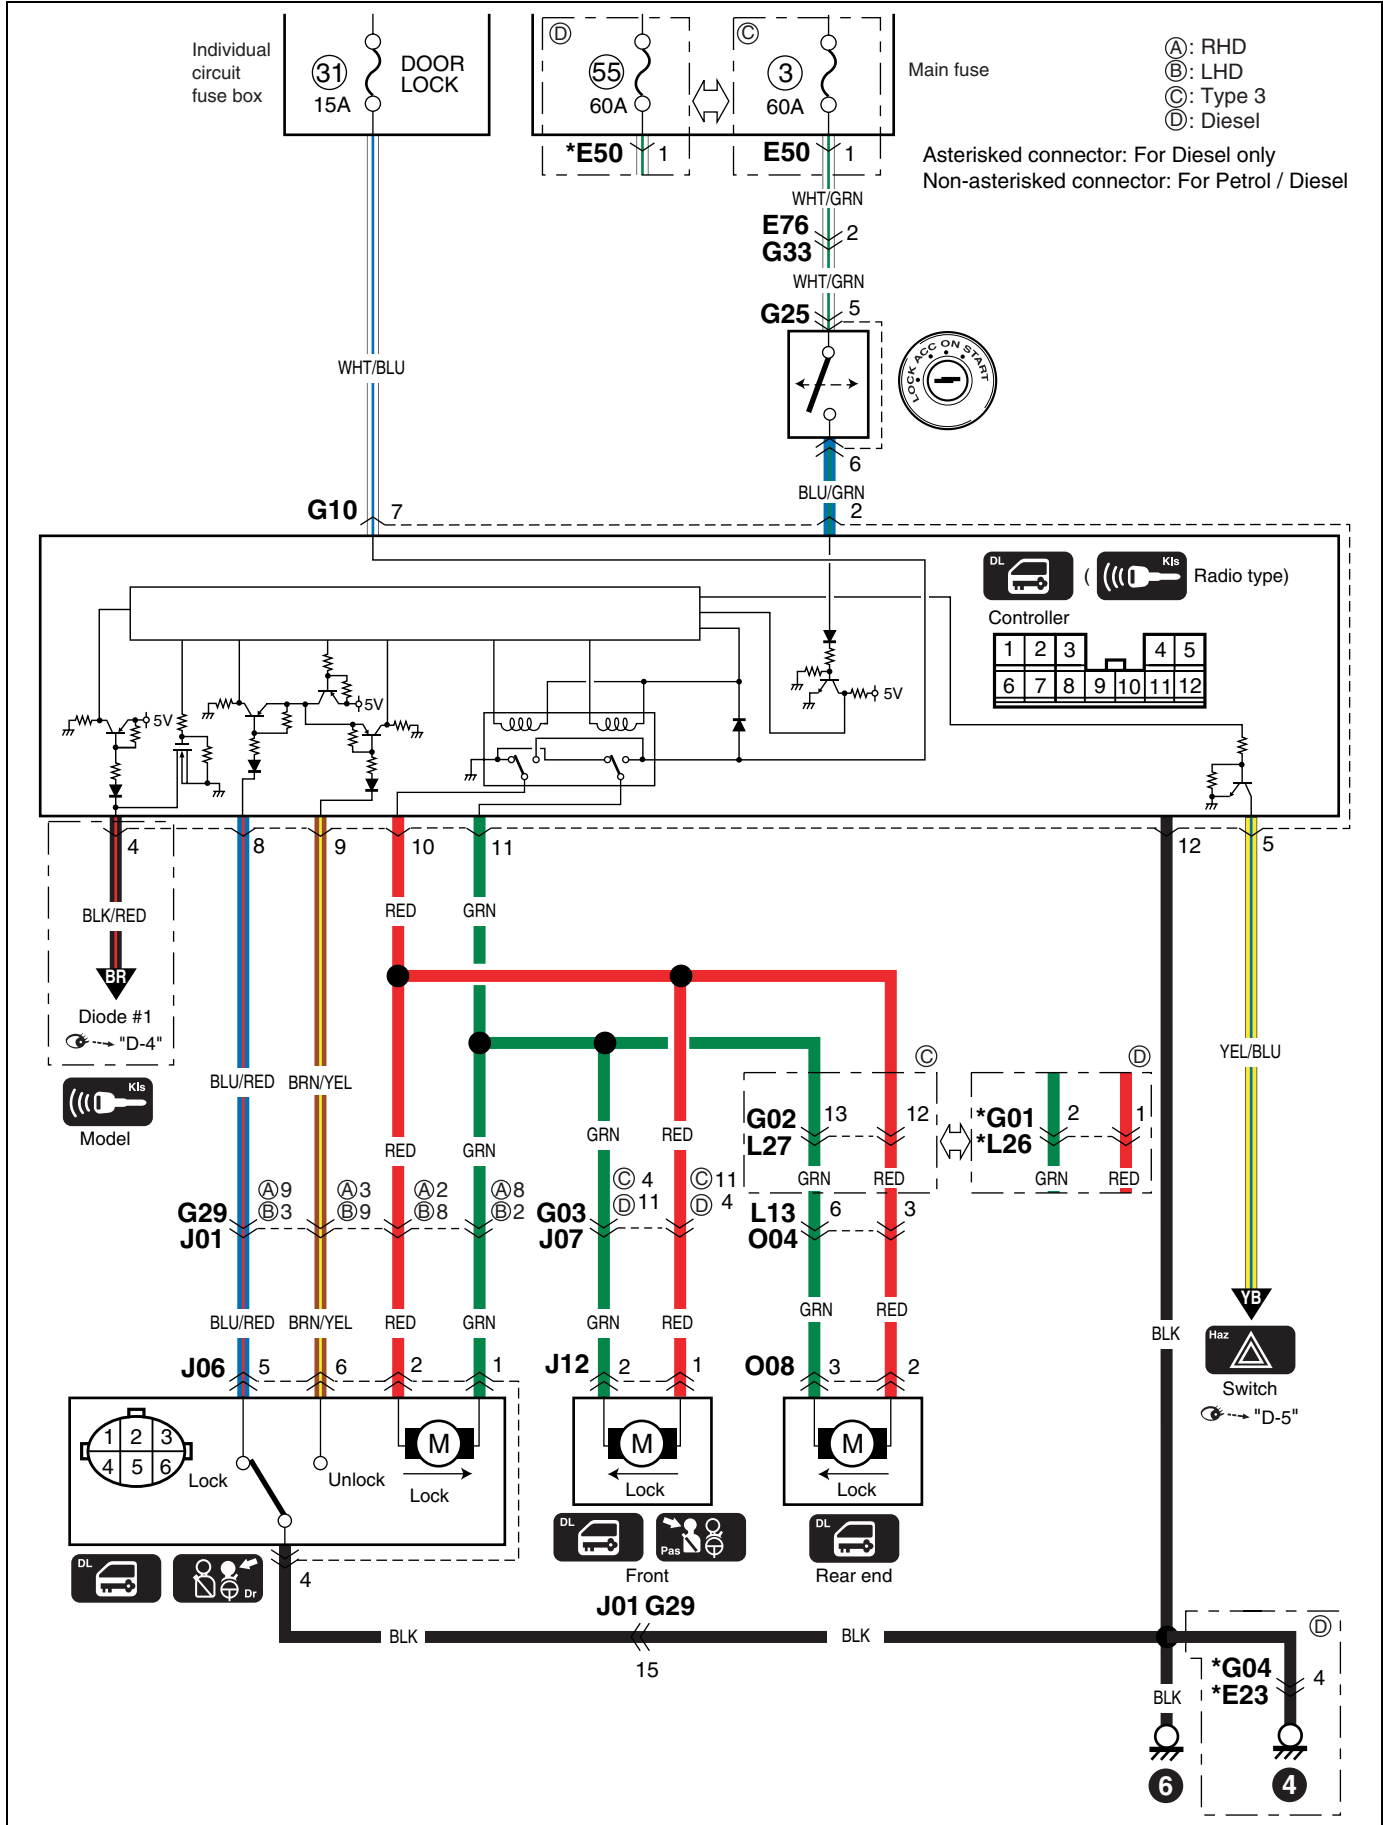 Individual
circuit
fuse box
31
15A
DOOR
LOCK
D
55
60A
C
3
60A
Main fuse
A: RHD
B: LHD
C: Type 3
D: Diesel
*E50 1
E50 1
Asterisked connector: For Diesel only
Non-asterisked connector: For Petrol / Diesel
WHT/GRN
E76
G33
2
WHT/GRN
G25 5
LOCK ACC ON START
WHT/BLU
6
BLU/GRN
G10 7
2
DL
( Kls Radio type)
Controller
1 2 3 4 5
6 7 8 9 10 11 12
5V
5V
5V
4 8 9 10 11 12 5
BLK/RED
RED
GRN
BR
Diode #1
"D-4"
Kls
Model
YEL/BLU
BLU/RED
BRN/YEL
C
D
G02
L27
13
12
*G01
*L26
2
1
GRN
RED
RED
GRN
GRN
RED
GRN
RED
G29
J01
A9
B3
A3
B9
A2
B8
A8
B2
G03
J07
C 4
D 11
C 11
D 4
L13
O04
6
3
BLU/RED
BRN/YEL
RED
GRN
GRN
RED
GRN
RED
YB
BLK
Haz
Switch
"D-5"
J06 5 6 2 1
J12 2 1
O08 3 2
1 2 3
4 5 6
Lock
Unlock
M
Lock
M
Lock
M
Lock
DL
Dr
4
DL
Pas
Front
DL
Rear end
J01 G29
BLK
BLK
15
D
*G04
*E23
4
BLK
6
4